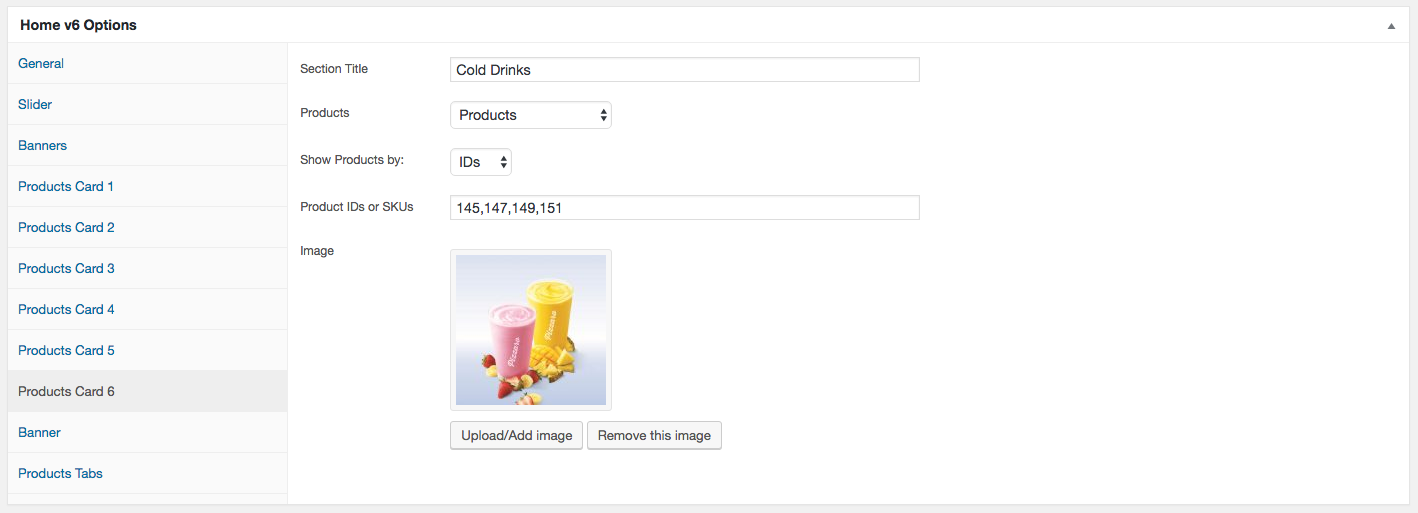 Home v6 Options
General
Slider
Banners
Products Card 1
Products Card 2
Products Card 3
Products Card 4
Products Card 5
Products Card 6
Banner
Products Tabs
Section Title Cold Drinks
Products Products
Show Products by: IDs
Product IDs or SKUs 145,147,149,151
Image
Pizzaro
Pizzaro
Upload/Add image Remove this image